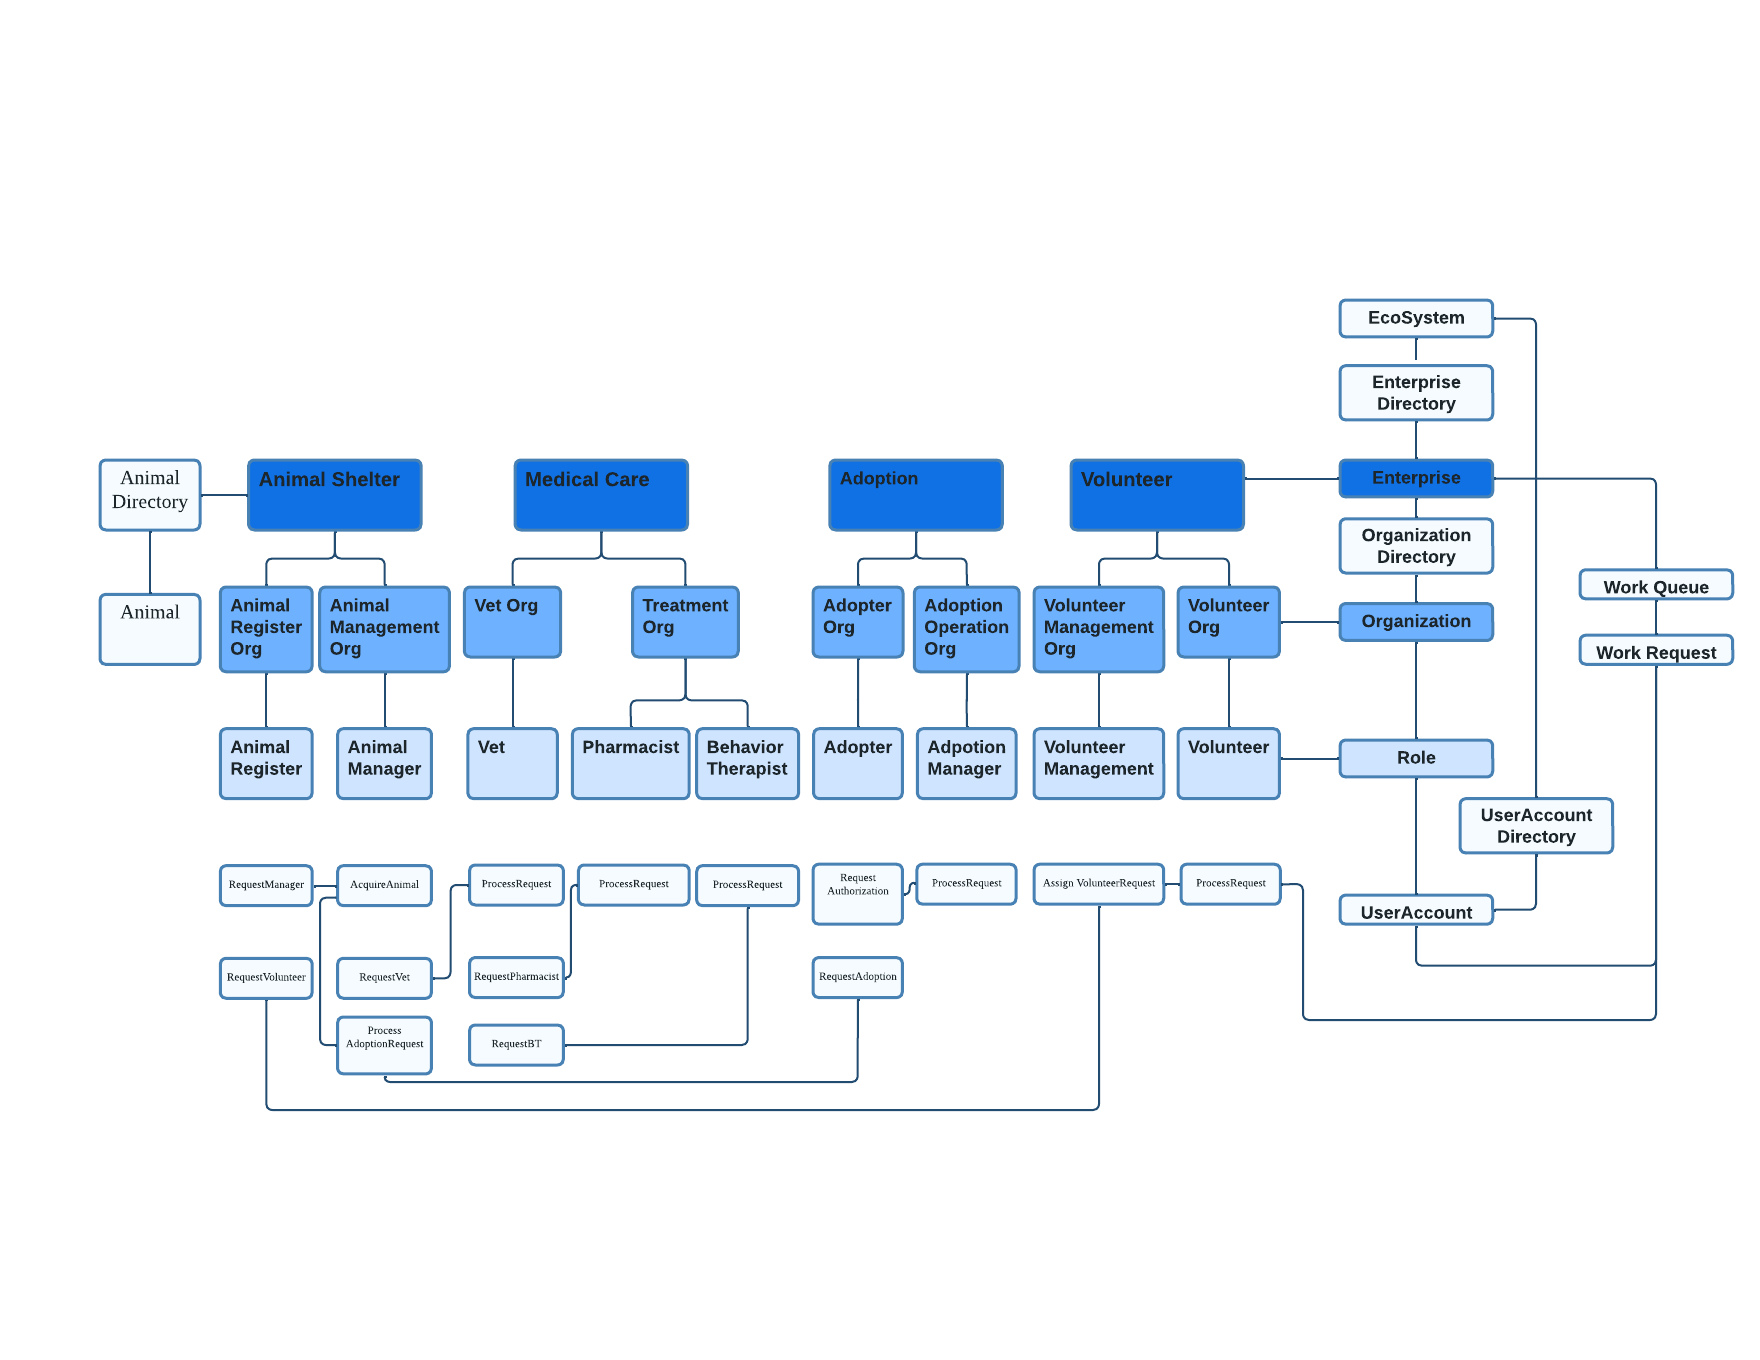 EcoSystem
Enterprise
Directory
Animal
Directory
Animal Shelter
Medical Care
Adoption
Volunteer
Enterprise
Organization
Directory
Work Queue
Animal
Animal
Register
Org
Animal
Management
Org
Vet Org
Treatment
Org
Adopter
Org
Adoption
Operation
Org
Volunteer
Management
Org
Volunteer
Org
Organization
Work Request
Animal
Register
Animal
Manager
Vet
Pharmacist
Behavior
Therapist
Adopter
Adpotion
Manager
Volunteer
Management
Volunteer
Role
UserAccount
Directory
RequestManager
AcquireAnimal
ProcessRequest
ProcessRequest
ProcessRequest
Request
Authorization
ProcessRequest
Assign VolunteerRequest
ProcessRequest
UserAccount
RequestVolunteer
RequestVet
RequestPharmacist
RequestAdoption
Process
AdoptionRequest
RequestBT